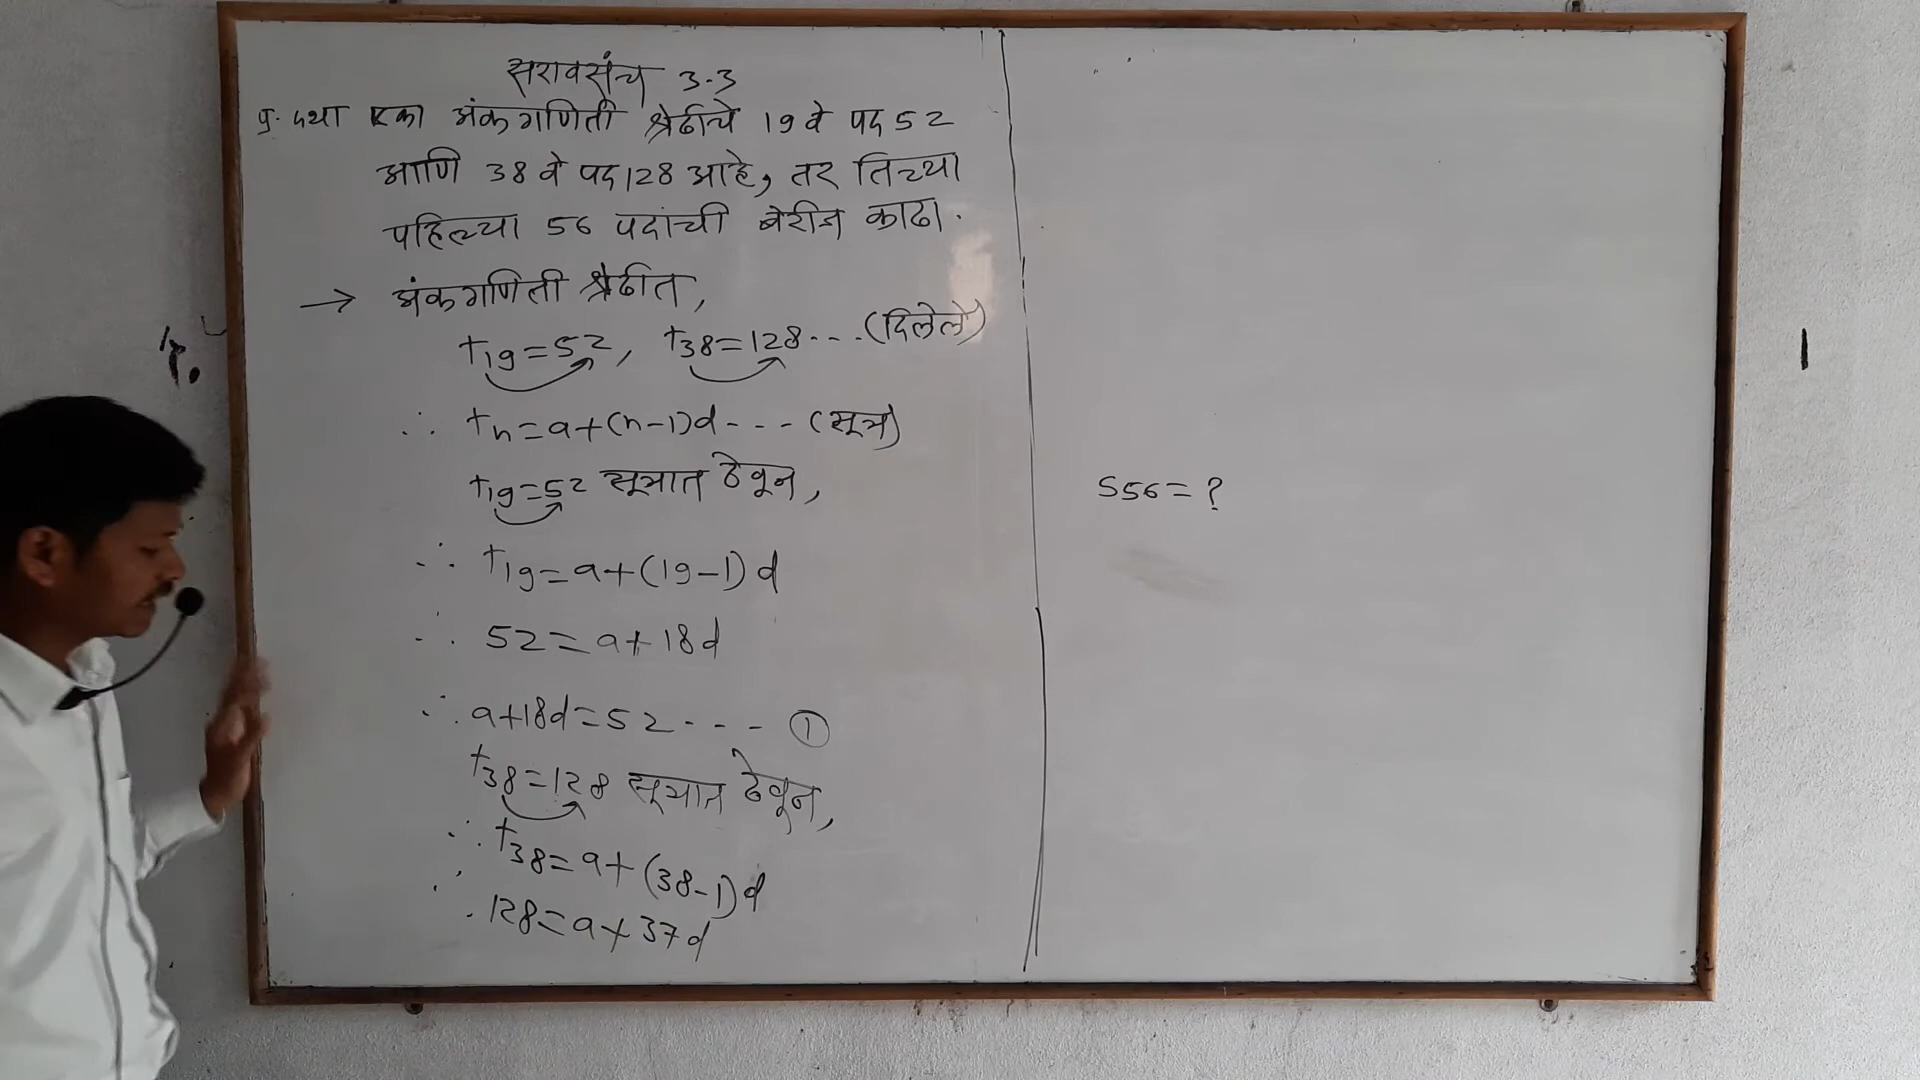 सरावसंच 3.3
प्र. ५था एका अंकगणिती श्रेढीचे 19 वे पद 52
आणि 38 वे पद 128 आहे, तर तिच्या
पहिल्या 56 पदांची बेरीज काढा.
→ अंकगणिती श्रेढीत,
t19=52, t38=128... (दिलेले)
∴ tn=a+(n-1)d --- (सूत्र)
t19=52 सूत्रात ठेवून,
∴ t19=a+(19-1)d
∴ 52=a+18d
∴ a+18d=52 --- ①
t38=128 सूत्रात ठेवून,
∴ t38=a+(38-1)d
∴ 128=a+37d
S56=?